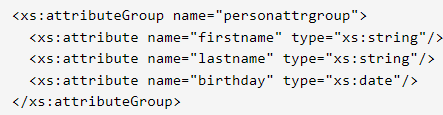 <xs:attributeGroup name="personattrgroup">
  <xs:attribute name="firstname" type="xs:string"/>
  <xs:attribute name="lastname" type="xs:string"/>
  <xs:attribute name="birthday" type="xs:date"/>
</xs:attributeGroup>